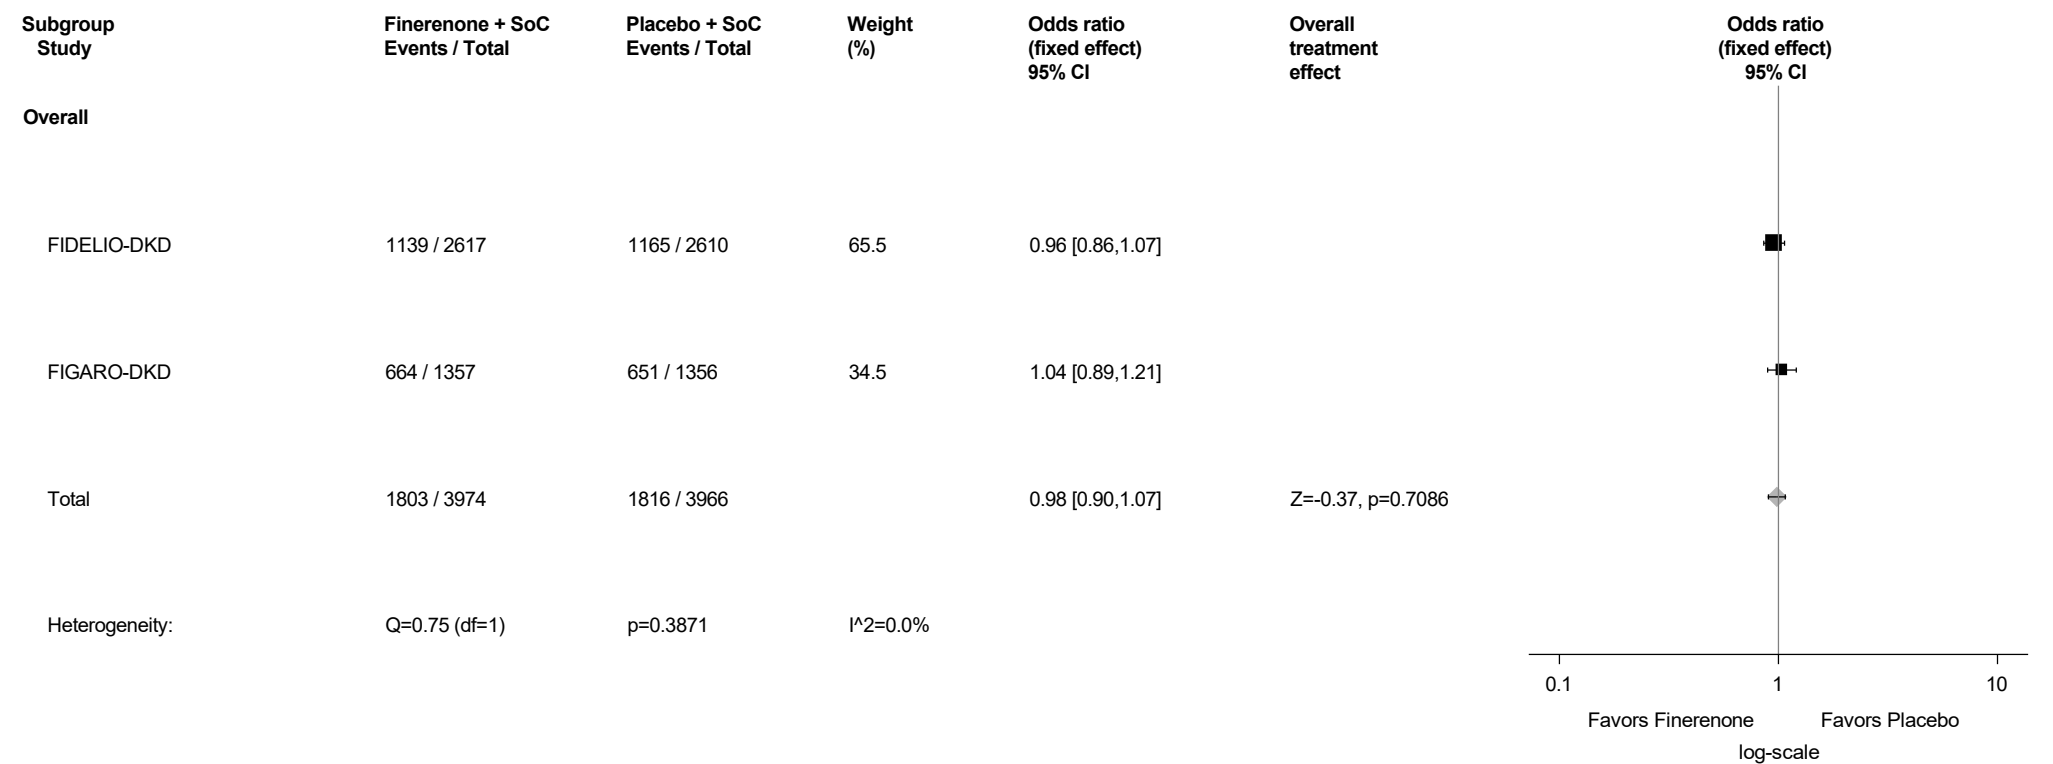 Subgroup Finerenone + SoC Placebo + SoC Weight Odds ratio Overall Odds ratio
Study Events / Total Events / Total (%) (fixed effect) treatment (fixed effect)
95% CI effect 95% CI
Overall
FIDELIO-DKD 1139 / 2617 1165 / 2610 65.5 0.96 [0.86,1.07]
FIGARO-DKD 664 / 1357 651 / 1356 34.5 1.04 [0.89,1.21]
Total 1803 / 3974 1816 / 3966 0.98 [0.90,1.07] Z=-0.37, p=0.7086
Heterogeneity: Q=0.75 (df=1) p=0.3871 I^2=0.0%
0.1 1 10
Favors Finerenone Favors Placebo
log-scale